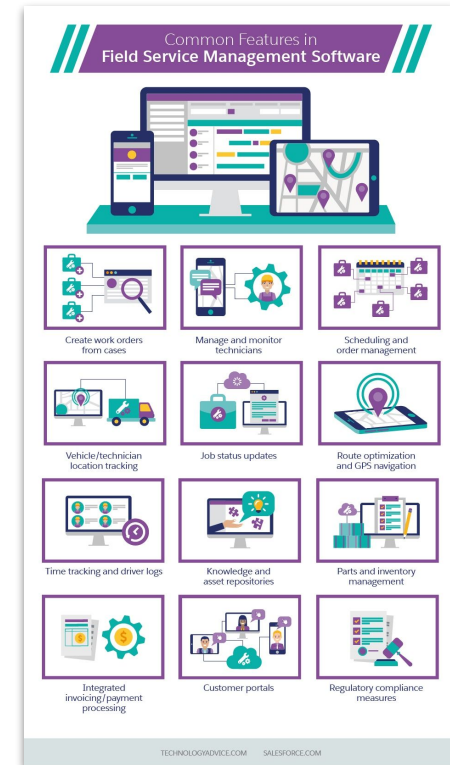 Common Features in
Field Service Management Software
Create work orders
from cases
Manage and monitor
technicians
Scheduling and
order management
Vehicle/technician
location tracking
Job status updates
Route optimization
and GPS navigation
Time tracking and driver logs
Knowledge and
asset repositories
Parts and inventory
management
Integrated
invoicing/payment
processing
Customer portals
Regulatory compliance
measures
TECHNOLOGYADVICE.COM SALESFORCE.COM